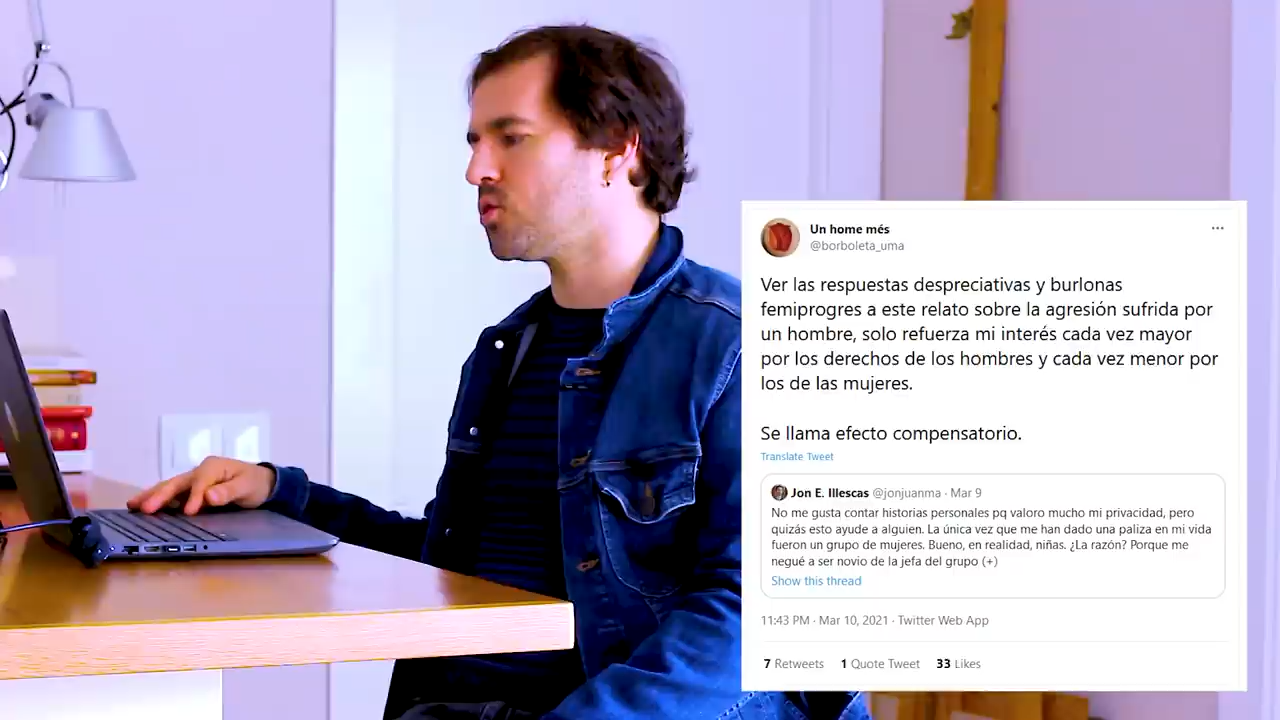 Un home més
@borboleta_uma
Ver las respuestas despreciativas y burlonas
femiprogres a este relato sobre la agresión sufrida por
un hombre, solo refuerza mi interés cada vez mayor
por los derechos de los hombres y cada vez menor por
los de las mujeres.
Se llama efecto compensatorio.
Translate Tweet
Jon E. Illescas @jonjuanma · Mar 9
No me gusta contar historias personales pq valoro mucho mi privacidad, pero
quizás esto ayude a alguien. La única vez que me han dado una paliza en mi vida
fueron un grupo de mujeres. Bueno, en realidad, niñas. ¿La razón? Porque me
negué a ser novio de la jefa del grupo (+)
Show this thread
11:43 PM · Mar 10, 2021 · Twitter Web App
7 Retweets 1 Quote Tweet 33 Likes